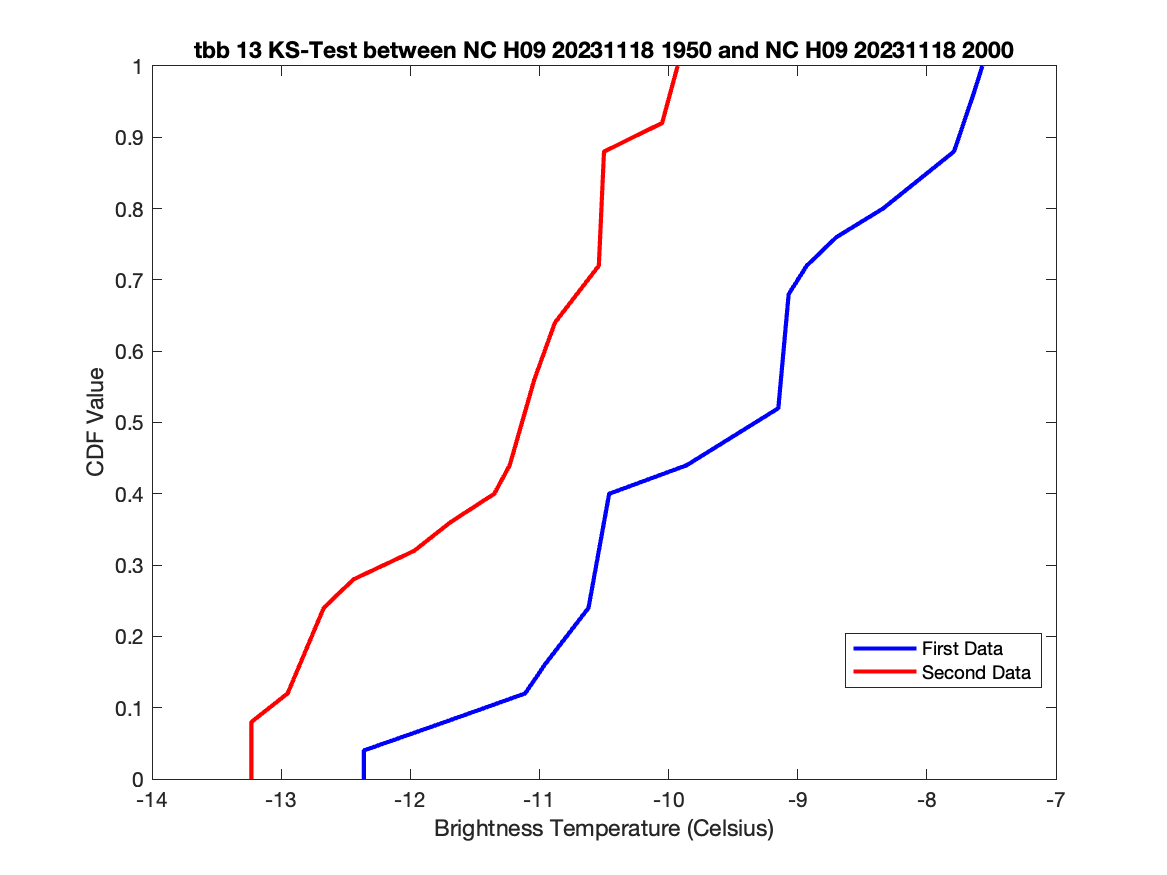 tbb 13 KS-Test between NC H09 20231118 1950 and NC H09 20231118 2000
1
0.9
0.8
0.7
0.6
0.5
0.4
0.3
0.2
0.1
0
CDF Value
First Data
Second Data
-14 -13 -12 -11 -10 -9 -8 -7
Brightness Temperature (Celsius)